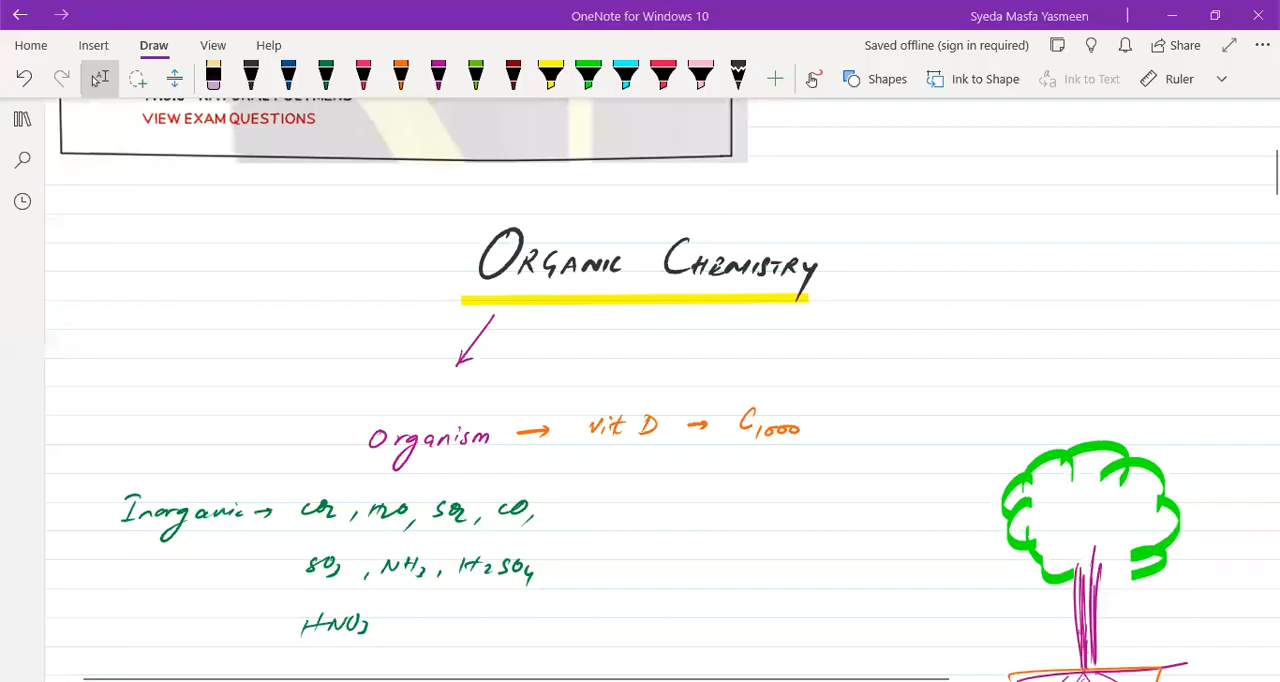 OneNote for Windows 10
Syeda Masfa Yasmeen
Home Insert Draw View Help
Saved offline (sign in required) Share
Shapes Ink to Shape Ink to Text Ruler
VIEW EXAM QUESTIONS
ORGANIC CHEMISTRY
Organism → Vit D → C1000
Inorganic → CO2, H2O, SO2, CO,
SO3, NH3, H2SO4
HNO3